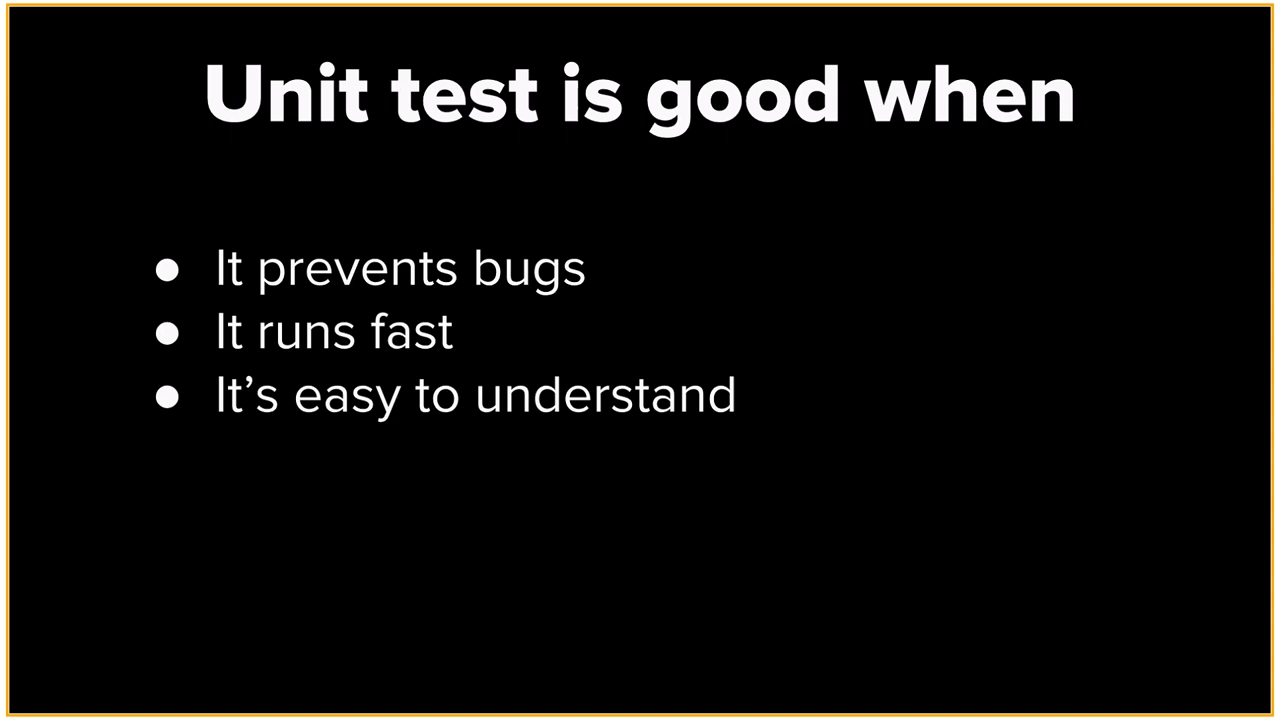 Unit test is good when
● It prevents bugs
● It runs fast
● It’s easy to understand